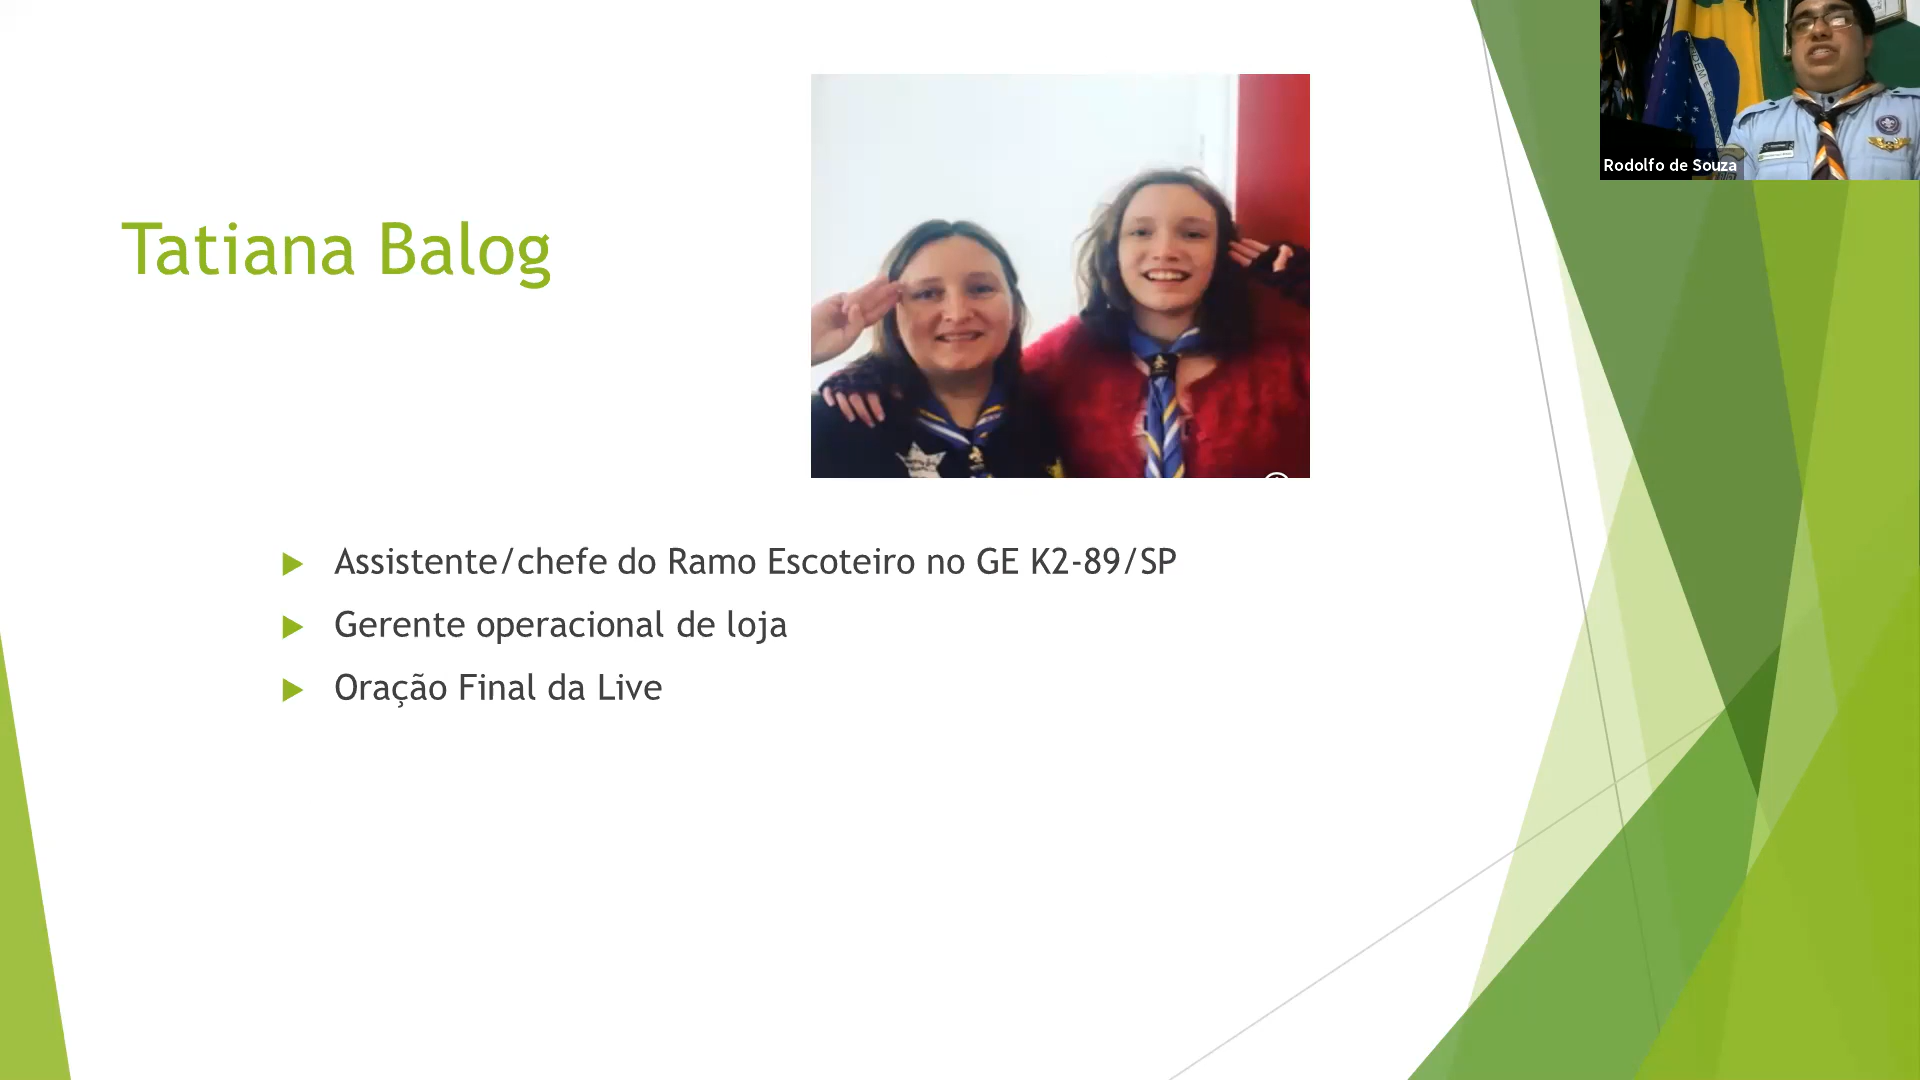 Rodolfo de Souza
Tatiana Balog
Assistente/chefe do Ramo Escoteiro no GE K2-89/SP
Gerente operacional de loja
Oração Final da Live